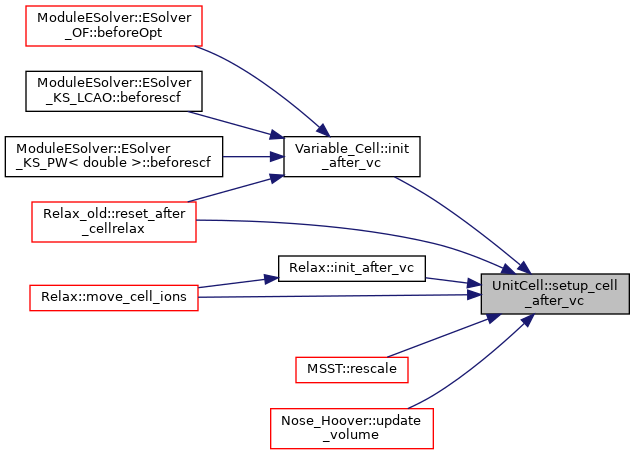 ModuleESolver::ESolver
_OF::beforeOpt
ModuleESolver::ESolver
_KS_LCAO::beforescf
ModuleESolver::ESolver
_KS_PW< double >::beforescf
Variable_Cell::init
_after_vc
Relax_old::reset_after
_cellrelax
Relax::init_after_vc
Relax::move_cell_ions
UnitCell::setup_cell
_after_vc
MSST::rescale
Nose_Hoover::update
_volume